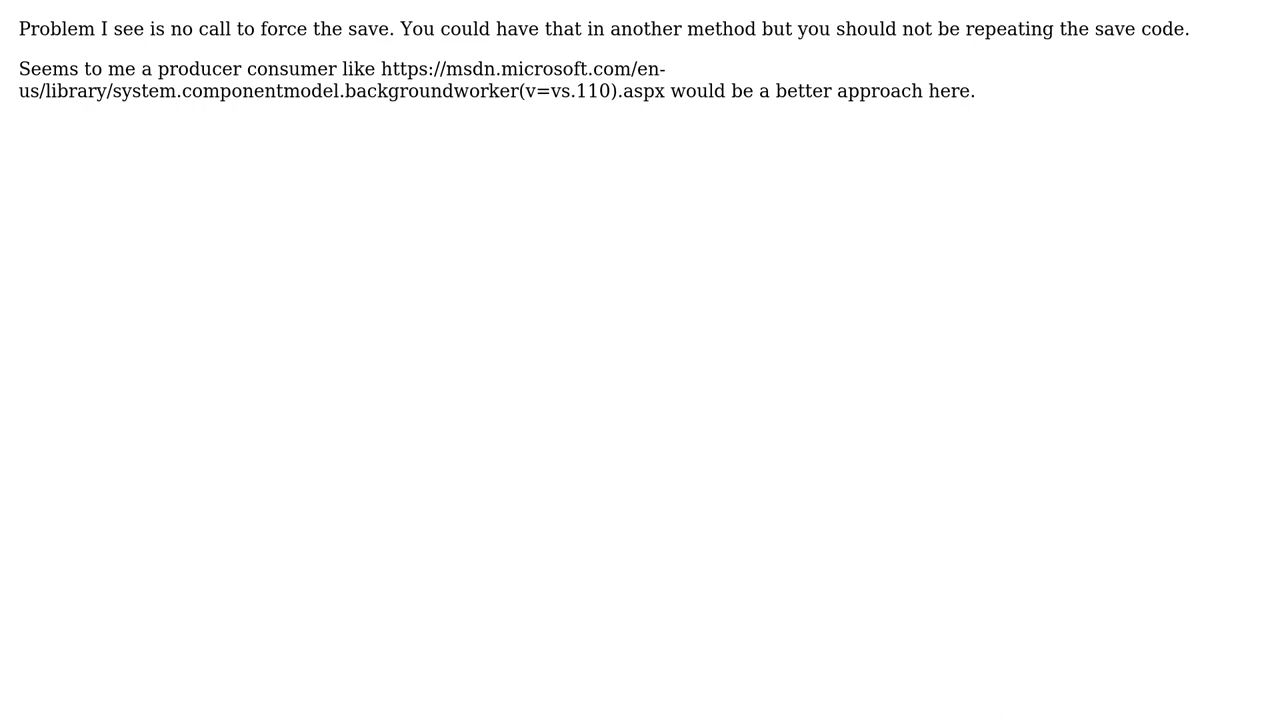 Problem I see is no call to force the save. You could have that in another method but you should not be repeating the save code.
Seems to me a producer consumer like https://msdn.microsoft.com/en-
us/library/system.componentmodel.backgroundworker(v=vs.110).aspx would be a better approach here.